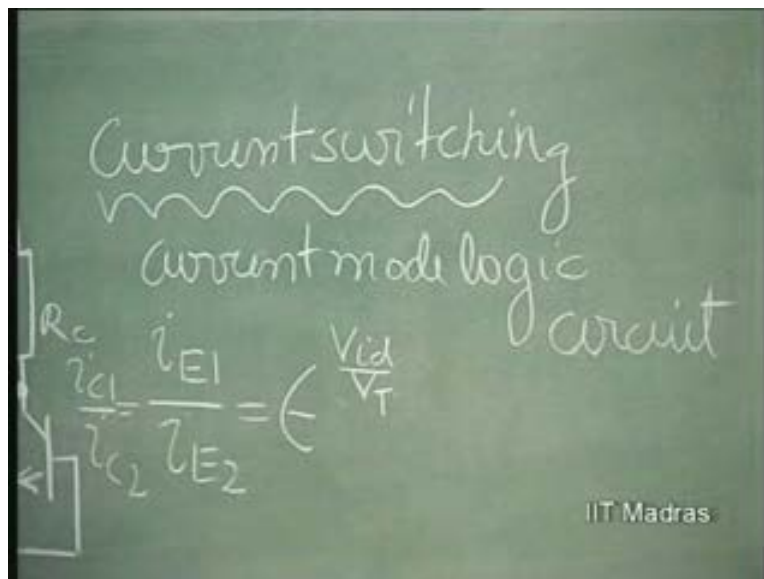 Current switching
current mode logic
circuit
Rc
iC1/iC2 = iE1/iE2 = ϵ^(Vid/VT)
IIT Madras